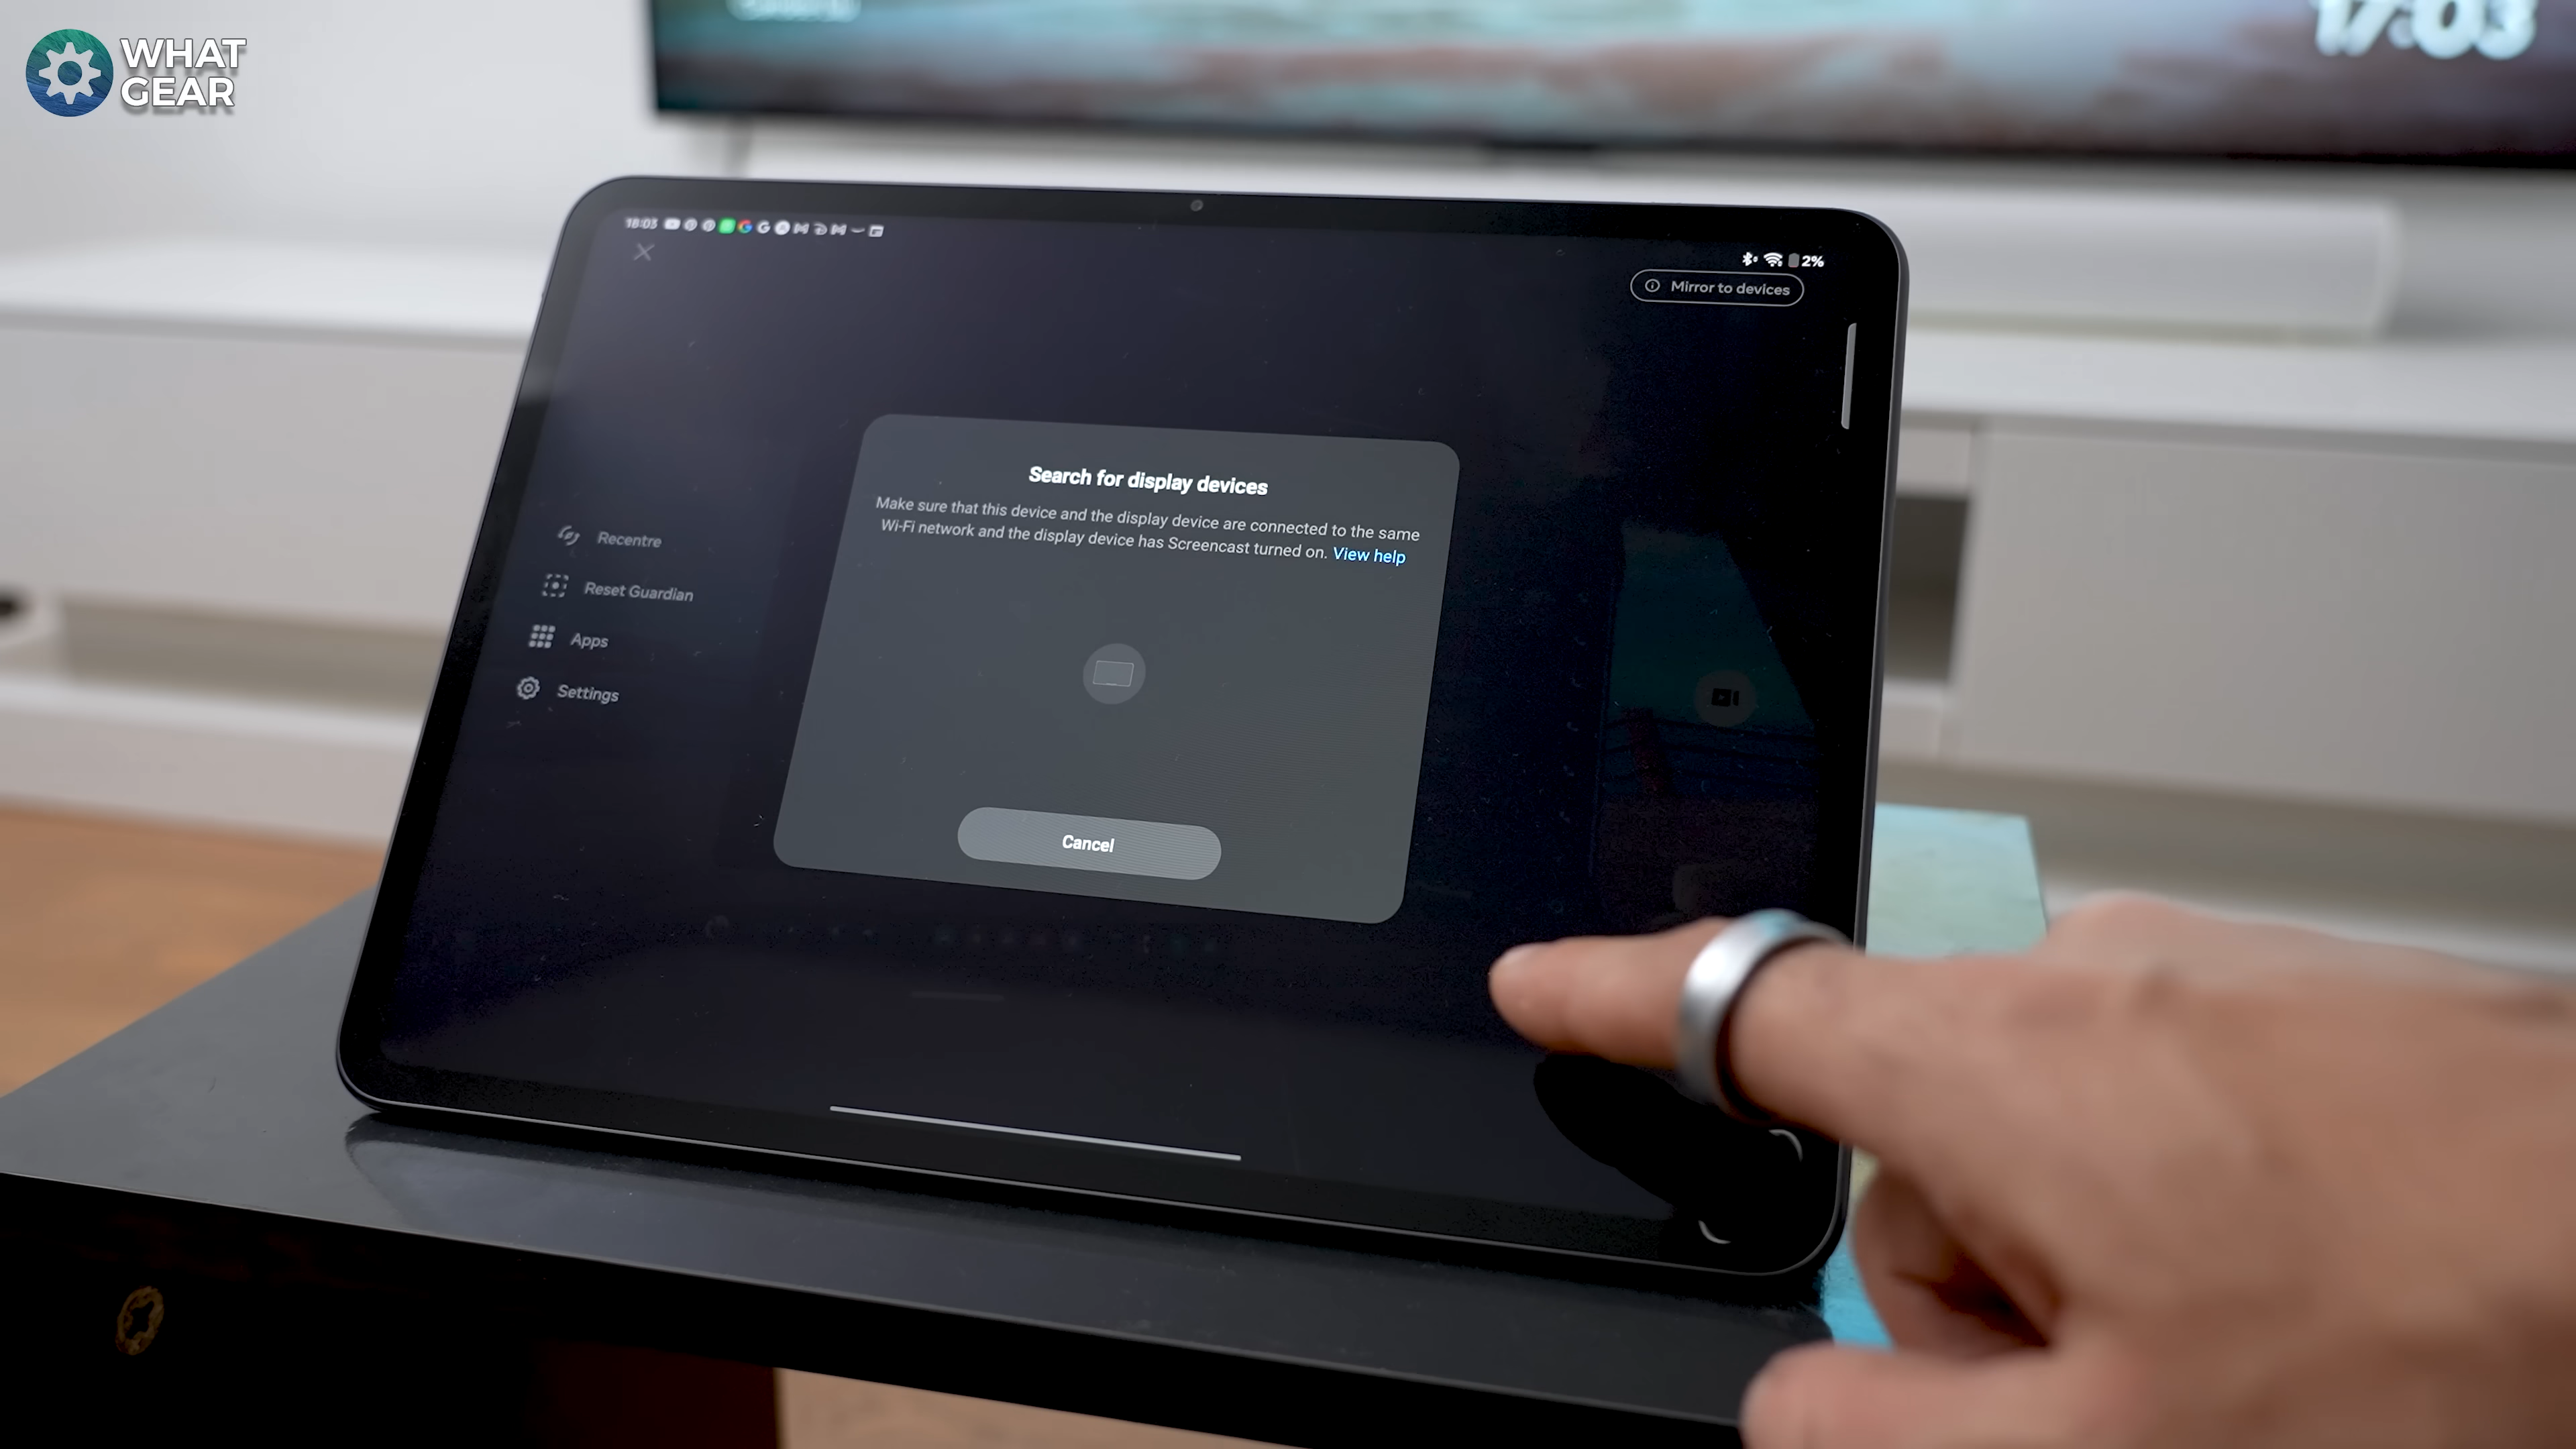 WHAT
GEAR
17:03
18:03
2%
Mirror to devices
Search for display devices
Make sure that this device and the display device are connected to the same
Wi-Fi network and the display device has Screencast turned on. View help
Recentre
Reset Guardian
Apps
Settings
Cancel